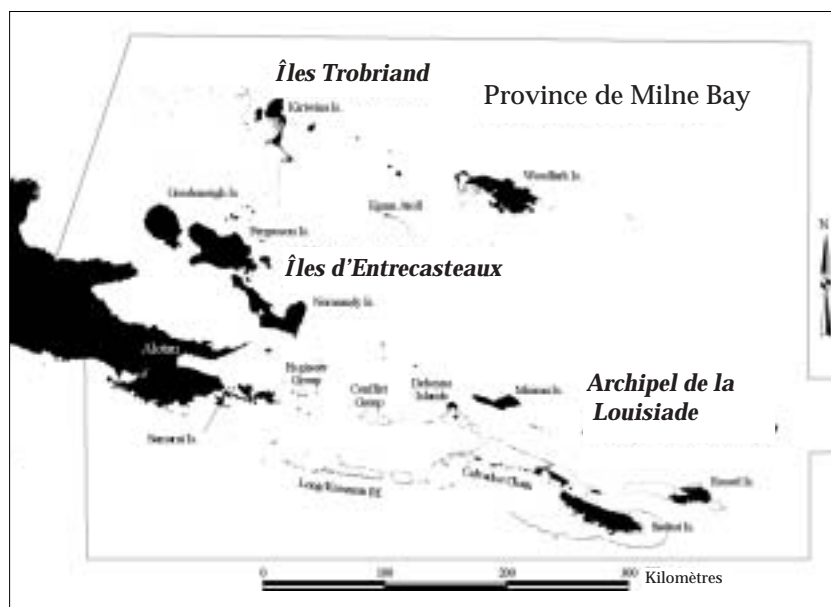 Îles Trobriand
Province de Milne Bay
Kiriwina Is.
Woodlark Is.
Goodenough Is.
Egum Atoll
Fergusson Is.
N
Îles d'Entrecasteaux
Normanby Is.
Alotau
Engineer
Group
Conflict
Group
Deboyne
Islands
Misima Is.
Archipel de la
Louisiade
Samarai Is.
Calvados Chain
Rossel Is.
Sudest Is.
0
100
200
300
Kilomètres